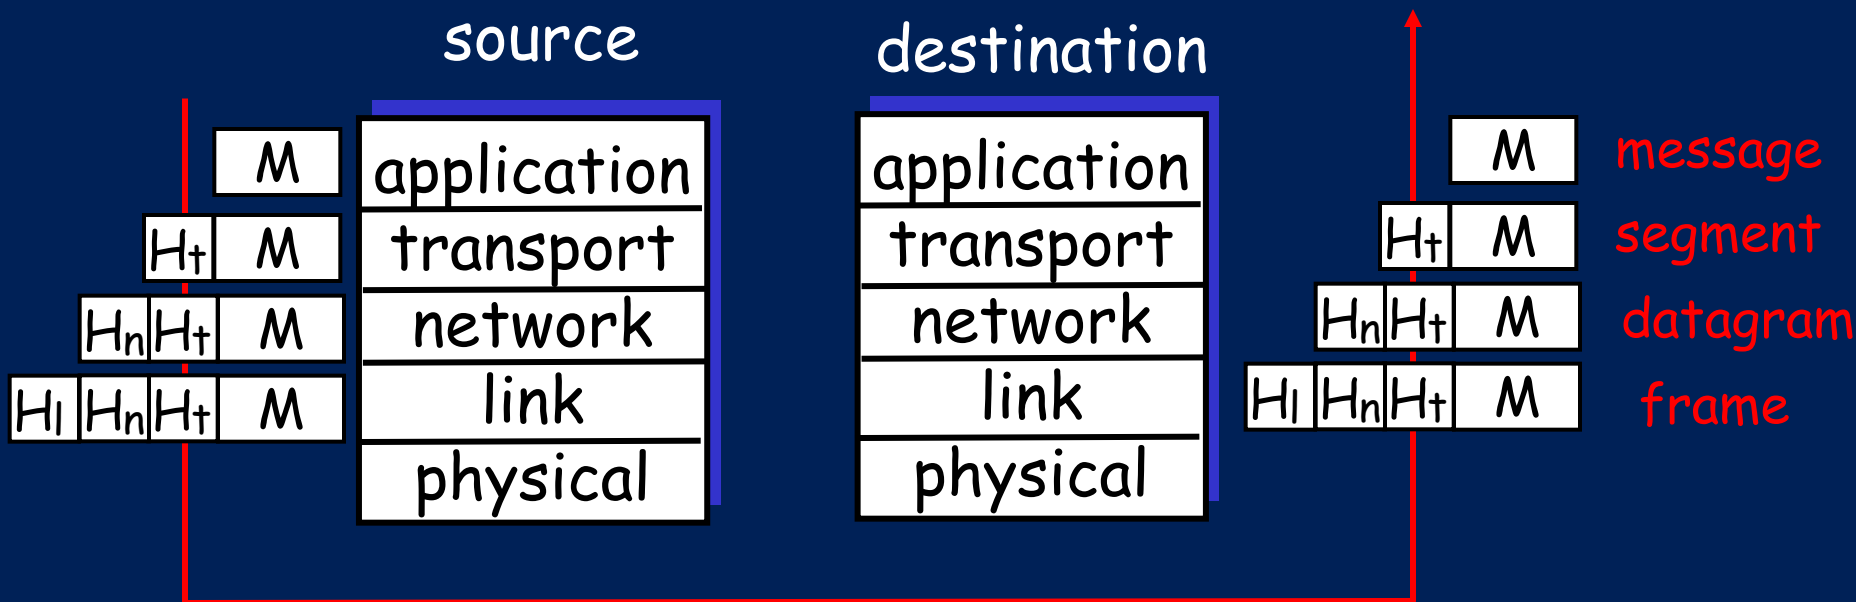 source destination
M application application M message
Ht M transport transport Ht M segment
Hn Ht M network network Hn Ht M datagram
Hl Hn Ht M link link Hl Hn Ht M frame
physical physical